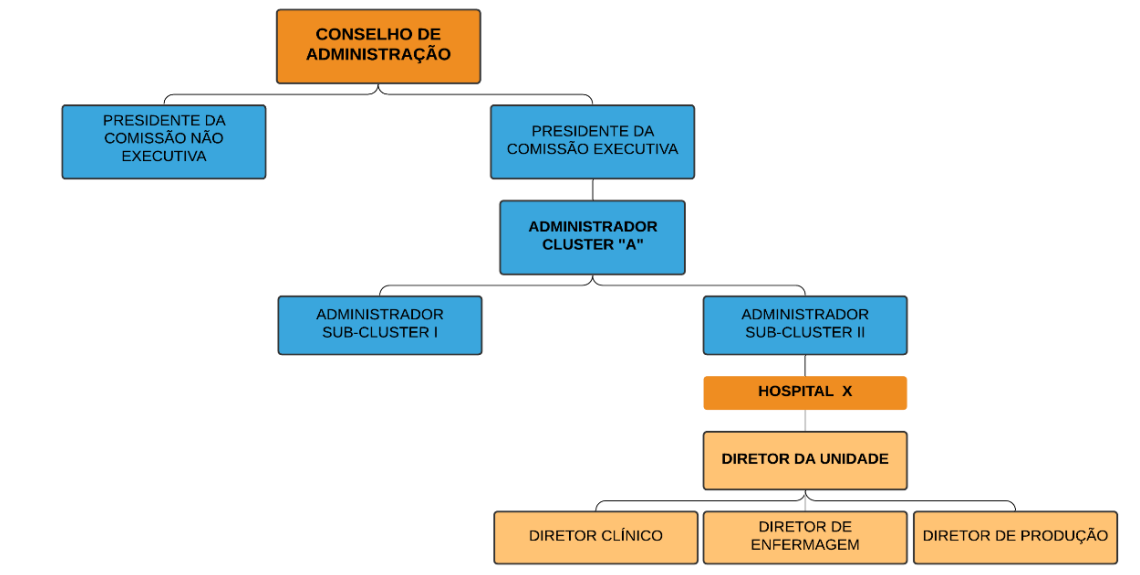 CONSELHO DE
ADMINISTRAÇÃO
PRESIDENTE DA
COMISSÃO NÃO
EXECUTIVA
PRESIDENTE DA
COMISSÃO EXECUTIVA
ADMINISTRADOR
CLUSTER "A"
ADMINISTRADOR
SUB-CLUSTER I
ADMINISTRADOR
SUB-CLUSTER II
HOSPITAL X
DIRETOR DA UNIDADE
DIRETOR CLÍNICO
DIRETOR DE
ENFERMAGEM
DIRETOR DE PRODUÇÃO